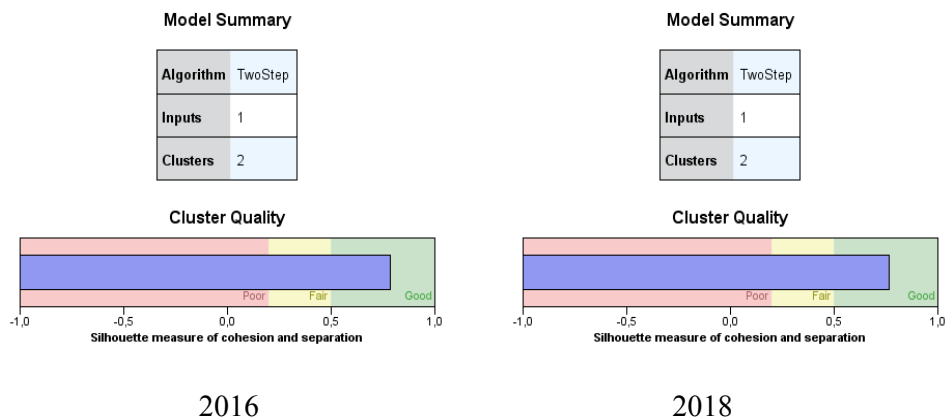 Model Summary
Algorithm TwoStep
Inputs 1
Clusters 2
Cluster Quality
Poor Fair Good
-1,0 -0,5 0,0 0,5 1,0
Silhouette measure of cohesion and separation
2016
Model Summary
Algorithm TwoStep
Inputs 1
Clusters 2
Cluster Quality
Poor Fair Good
-1,0 -0,5 0,0 0,5 1,0
Silhouette measure of cohesion and separation
2018